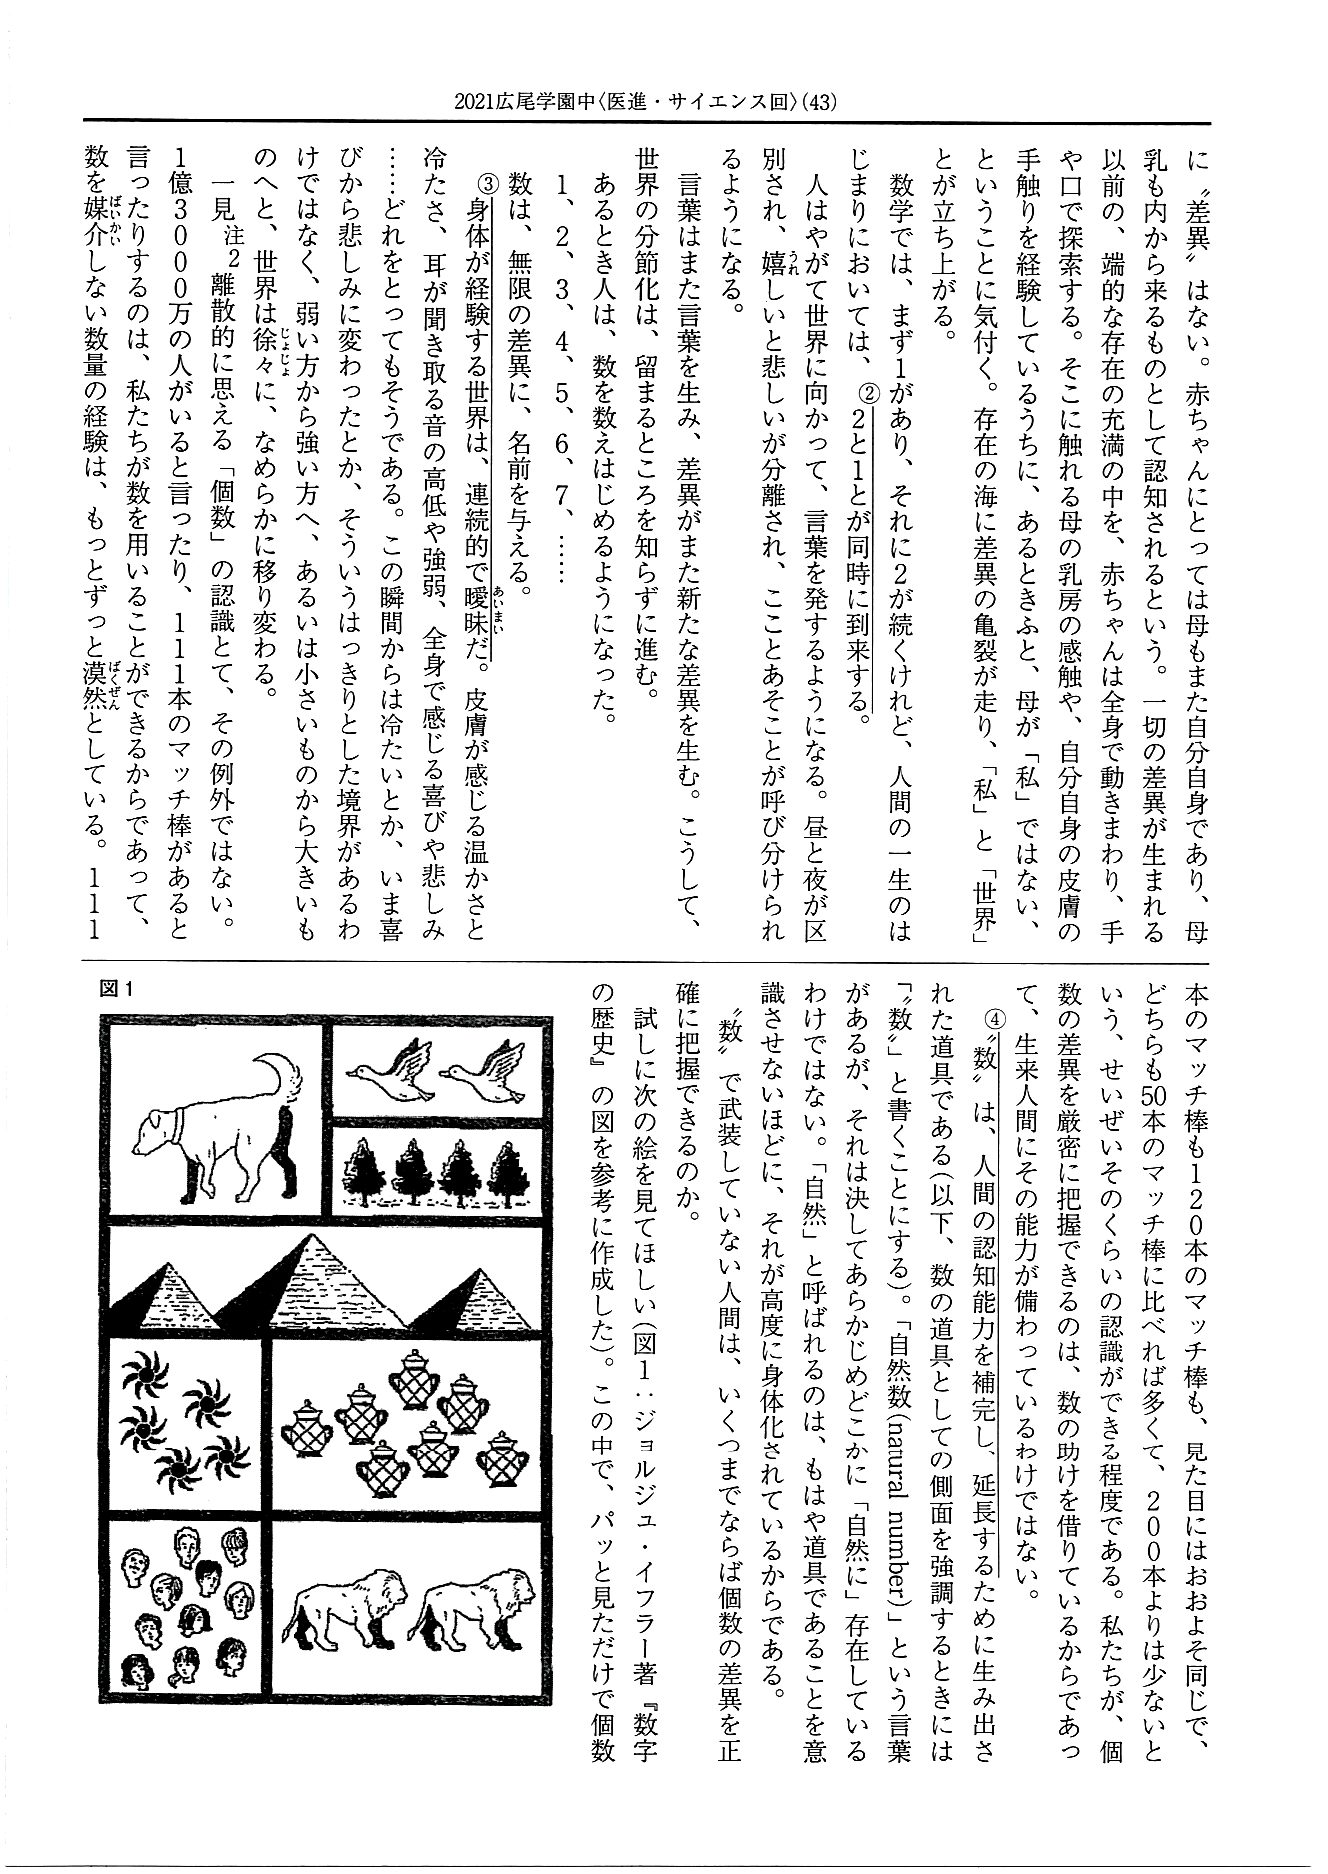 2021広尾学園中〈医進・サイエンス回〉(43)
に〝差異〟はない。赤ちゃんにとっては母もまた自分自身であり、母
乳も内から来るものとして認知されるという。一切の差異が生まれる
以前の、端的な存在の充満の中を、赤ちゃんは全身で動きまわり、手
や口で探索する。そこに触れる母の乳房の感触や、自分自身の皮膚の
手触りを経験しているうちに、あるときふと、母が「私」ではない、
ということに気付く。存在の海に差異の亀裂が走り、「私」と「世界」
とが立ち上がる。
数学では、まず1があり、それに2が続くけれど、人間の一生のは
じまりにおいては、②2と1とが同時に到来する。
人はやがて世界に向かって、言葉を発するようになる。昼と夜が区
別され、嬉うれしいと悲しいが分離され、こことあそことが呼び分けられ
るようになる。
言葉はまた言葉を生み、差異がまた新たな差異を生む。こうして、
世界の分節化は、留まるところを知らずに進む。
あるとき人は、数を数えはじめるようになった。
1、2、3、4、5、6、7、……
数は、無限の差異に、名前を与える。
③身体が経験する世界は、連続的で曖昧あいまいだ。皮膚が感じる温かさと
冷たさ、耳が聞き取る音の高低や強弱、全身で感じる喜びや悲しみ
……どれをとってもそうである。この瞬間からは冷たいとか、いま喜
びから悲しみに変わったとか、そういうはっきりとした境界があるわ
けではなく、弱い方から強い方へ、あるいは小さいものから大きいも
のへと、世界は徐々じょじょに、なめらかに移り変わる。
一見注2離散的に思える「個数」の認識とて、その例外ではない。
1億3000万の人がいると言ったり、111本のマッチ棒があると
言ったりするのは、私たちが数を用いることができるからであって、
数を媒介ばいかいしない数量の経験は、もっとずっと漠然ばくぜんとしている。111
本のマッチ棒も120本のマッチ棒も、見た目にはおおよそ同じで、
どちらも50本のマッチ棒に比べれば多くて、200本よりは少ないと
いう、せいぜいそのくらいの認識ができる程度である。私たちが、個
数の差異を厳密に把握できるのは、数の助けを借りているからであっ
て、生来人間にその能力が備わっているわけではない。
④〝数〟は、人間の認知能力を補完し、延長するために生み出さ
れた道具である(以下、数の道具としての側面を強調するときには
「〝数〟」と書くことにする)。「自然数(natural number)」という言葉
があるが、それは決してあらかじめどこかに「自然に」存在している
わけではない。「自然」と呼ばれるのは、もはや道具であることを意
識させないほどに、それが高度に身体化されているからである。
〝数〟で武装していない人間は、いくつまでならば個数の差異を正
確に把握できるのか。
試しに次の絵を見てほしい(図1:ジョルジュ・イフラー著『数字
の歴史』の図を参考に作成した)。この中で、パッと見ただけで個数
図1